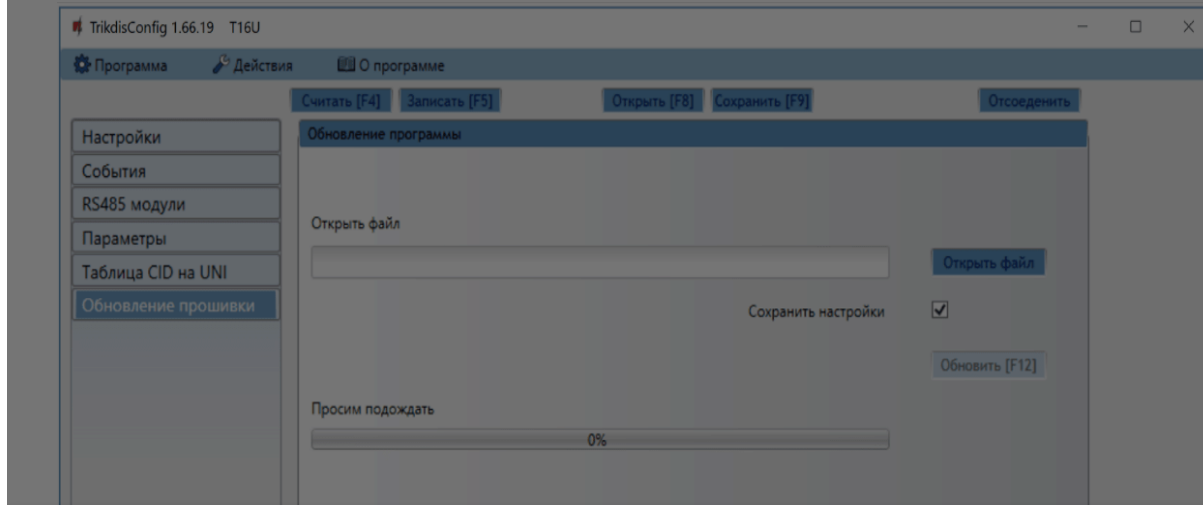 TrikdisConfig 1.66.19 T16U
Программа Действия О программе
Считать [F4] Записать [F5] Открыть [F8] Сохранить [F9] Отсоеденить
Настройки
События
RS485 модули
Параметры
Таблица CID на UNI
Обновление прошивки
Обновление программы
Открыть файл
Открыть файл
Сохранить настройки
Обновить [F12]
Просим подождать
0%